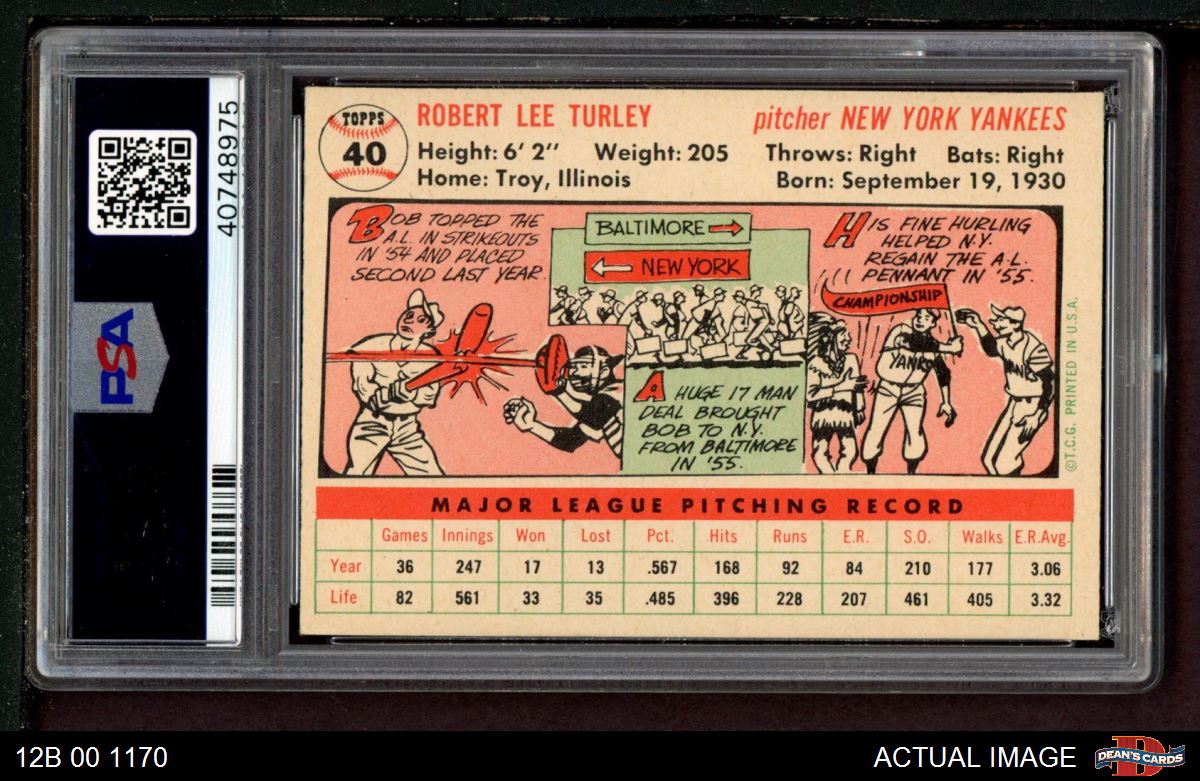 40748975
PSA
TOPPS
40
ROBERT LEE TURLEY
pitcher NEW YORK YANKEES
Height: 6' 2" Weight: 205 Throws: Right Bats: Right
Home: Troy, Illinois Born: September 19, 1930
BOB TOPPED THE
A.L. IN STRIKEOUTS
IN '54 AND PLACED
SECOND LAST YEAR.
BALTIMORE
NEW YORK
A HUGE 17 MAN
DEAL BROUGHT
BOB TO N.Y.
FROM BALTIMORE
IN '55.
HIS FINE HURLING
HELPED N.Y.
REGAIN THE A.L.
PENNANT IN '55.
CHAMPIONSHIP
YANKS
ANKS
©T.C.G. PRINTED IN U.S.A.
MAJOR LEAGUE PITCHING RECORD
Games Innings Won Lost Pct. Hits Runs E.R. S.O. Walks E.R.Avg.
Year 36 247 17 13 .567 168 92 84 210 177 3.06
Life 82 561 33 35 .485 396 228 207 461 405 3.32
12B 00 1170
ACTUAL IMAGE
D
DEAN'S CARDS